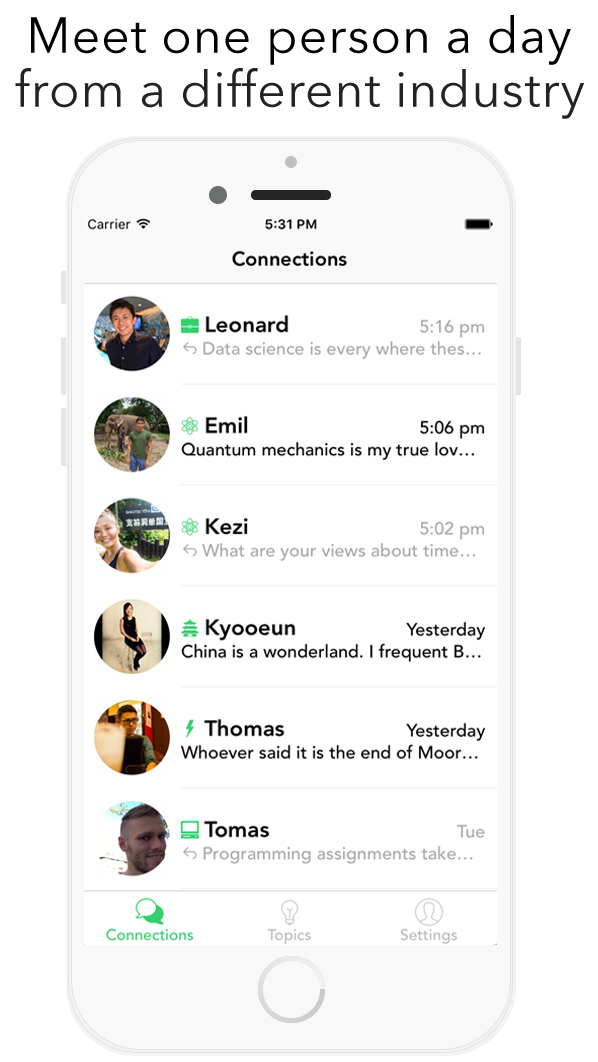 Meet one person a day
from a different industry
Carrier 5:31 PM
Connections
Leonard 5:16 pm
Data science is every where thes...
Emil 5:06 pm
Quantum mechanics is my true lov...
Kezi 5:02 pm
What are your views about time...
Kyooeun Yesterday
China is a wonderland. I frequent B...
Thomas Yesterday
Whoever said it is the end of Moor...
Tomas Tue
Programming assignments take...
Connections Topics Settings